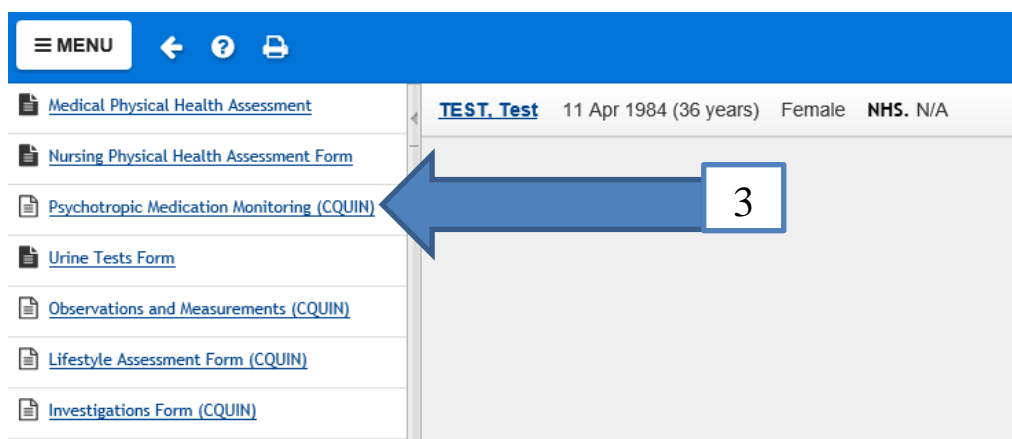 MENU
Medical Physical Health Assessment
TEST, Test 11 Apr 1984 (36 years) Female NHS. N/A
Nursing Physical Health Assessment Form
Psychotropic Medication Monitoring (CQUIN)
3
Urine Tests Form
Observations and Measurements (CQUIN)
Lifestyle Assessment Form (CQUIN)
Investigations Form (CQUIN)